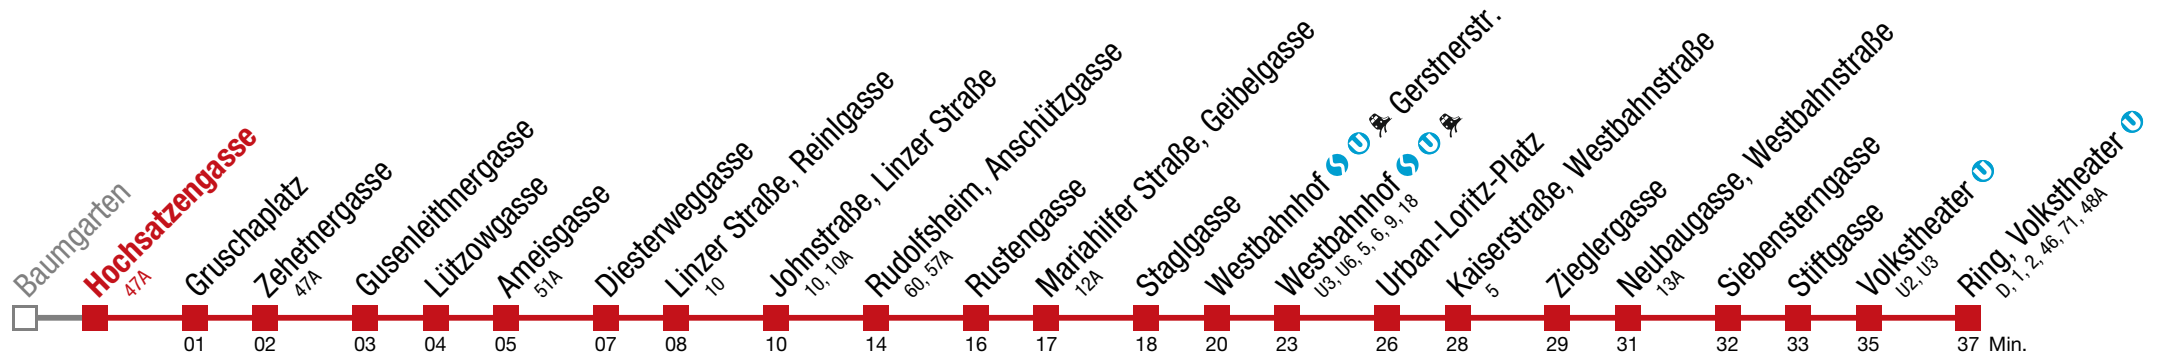 Baumgarten
Hochsatzengasse
47A
Gruschaplatz
Zehetnergasse
47A
Gusenleithnergasse
Lützowgasse
Ameisgasse
51A
Diesterweggasse
Linzer Straße, Reinlgasse
10
Johnstraße, Linzer Straße
10, 10A
Rudolfsheim, Anschützgasse
60, 57A
Rustengasse
Mariahilfer Straße, Geibelgasse
12A
Staglgasse
Westbahnhof S U Gerstnerstr.
Westbahnhof S U
U3, U6, 5, 6, 9, 18
Urban-Loritz-Platz
Kaiserstraße, Westbahnstraße
5
Zieglergasse
Neubaugasse, Westbahnstraße
13A
Siebensterngasse
Stiftgasse
Volkstheater U
U2, U3
Ring, Volkstheater U
D, 1, 2, 46, 71, 48A
01 02 03 04 05 07 08 10 14 16 17 18 20 23 26 28 29 31 32 33 35 37 Min.